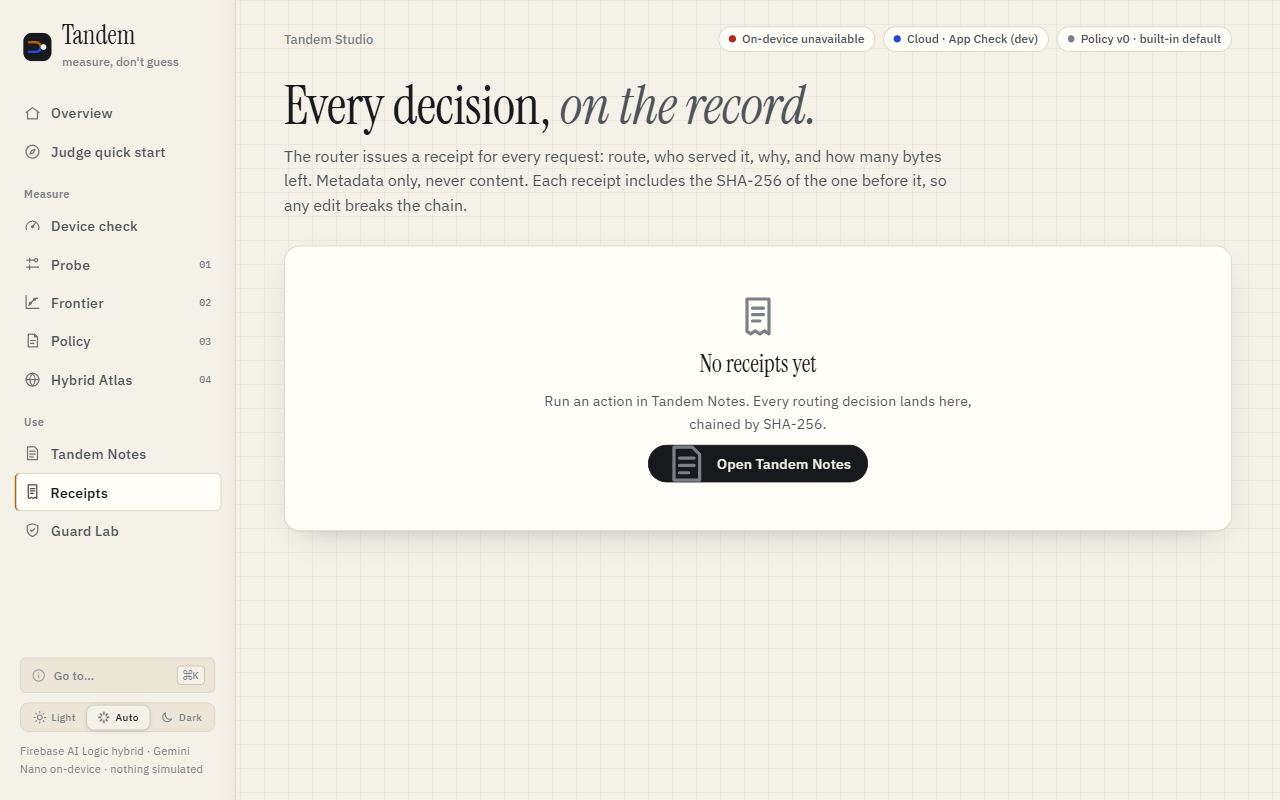 Tandem
measure, don't guess
Overview
Judge quick start
Measure
Device check
Probe 01
Frontier 02
Policy 03
Hybrid Atlas 04
Use
Tandem Notes
Receipts
Guard Lab
Go to...
⌘K
Light Auto Dark
Firebase AI Logic hybrid · Gemini
Nano on-device · nothing simulated
Tandem Studio
On-device unavailable
Cloud · App Check (dev)
Policy v0 · built-in default
Every decision, on the record.
The router issues a receipt for every request: route, who served it, why, and how many bytes
left. Metadata only, never content. Each receipt includes the SHA-256 of the one before it, so
any edit breaks the chain.
No receipts yet
Run an action in Tandem Notes. Every routing decision lands here,
chained by SHA-256.
Open Tandem Notes